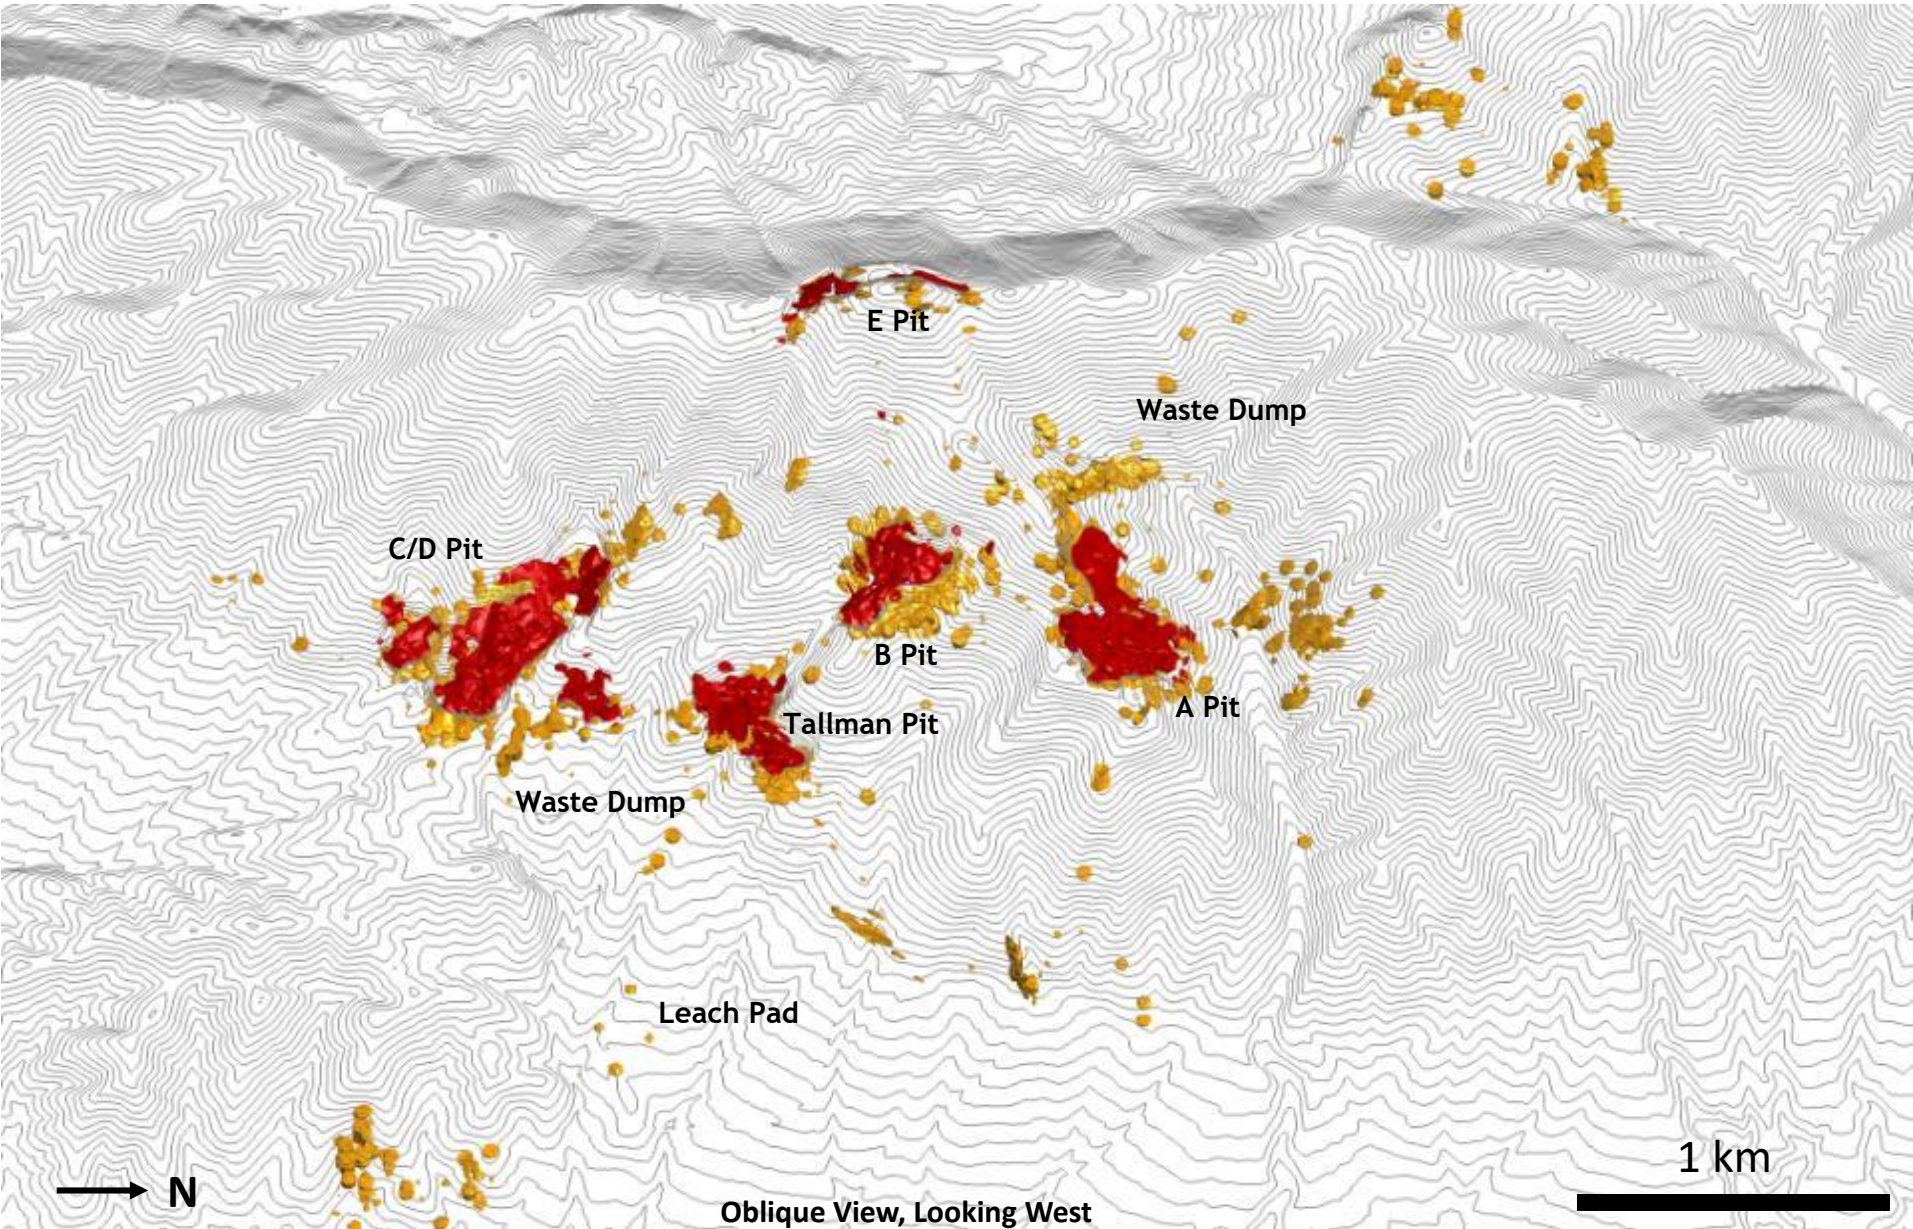 E Pit
Waste Dump
C/D Pit
B Pit
A Pit
Tallman Pit
Waste Dump
Leach Pad
1 km
N
Oblique View, Looking West